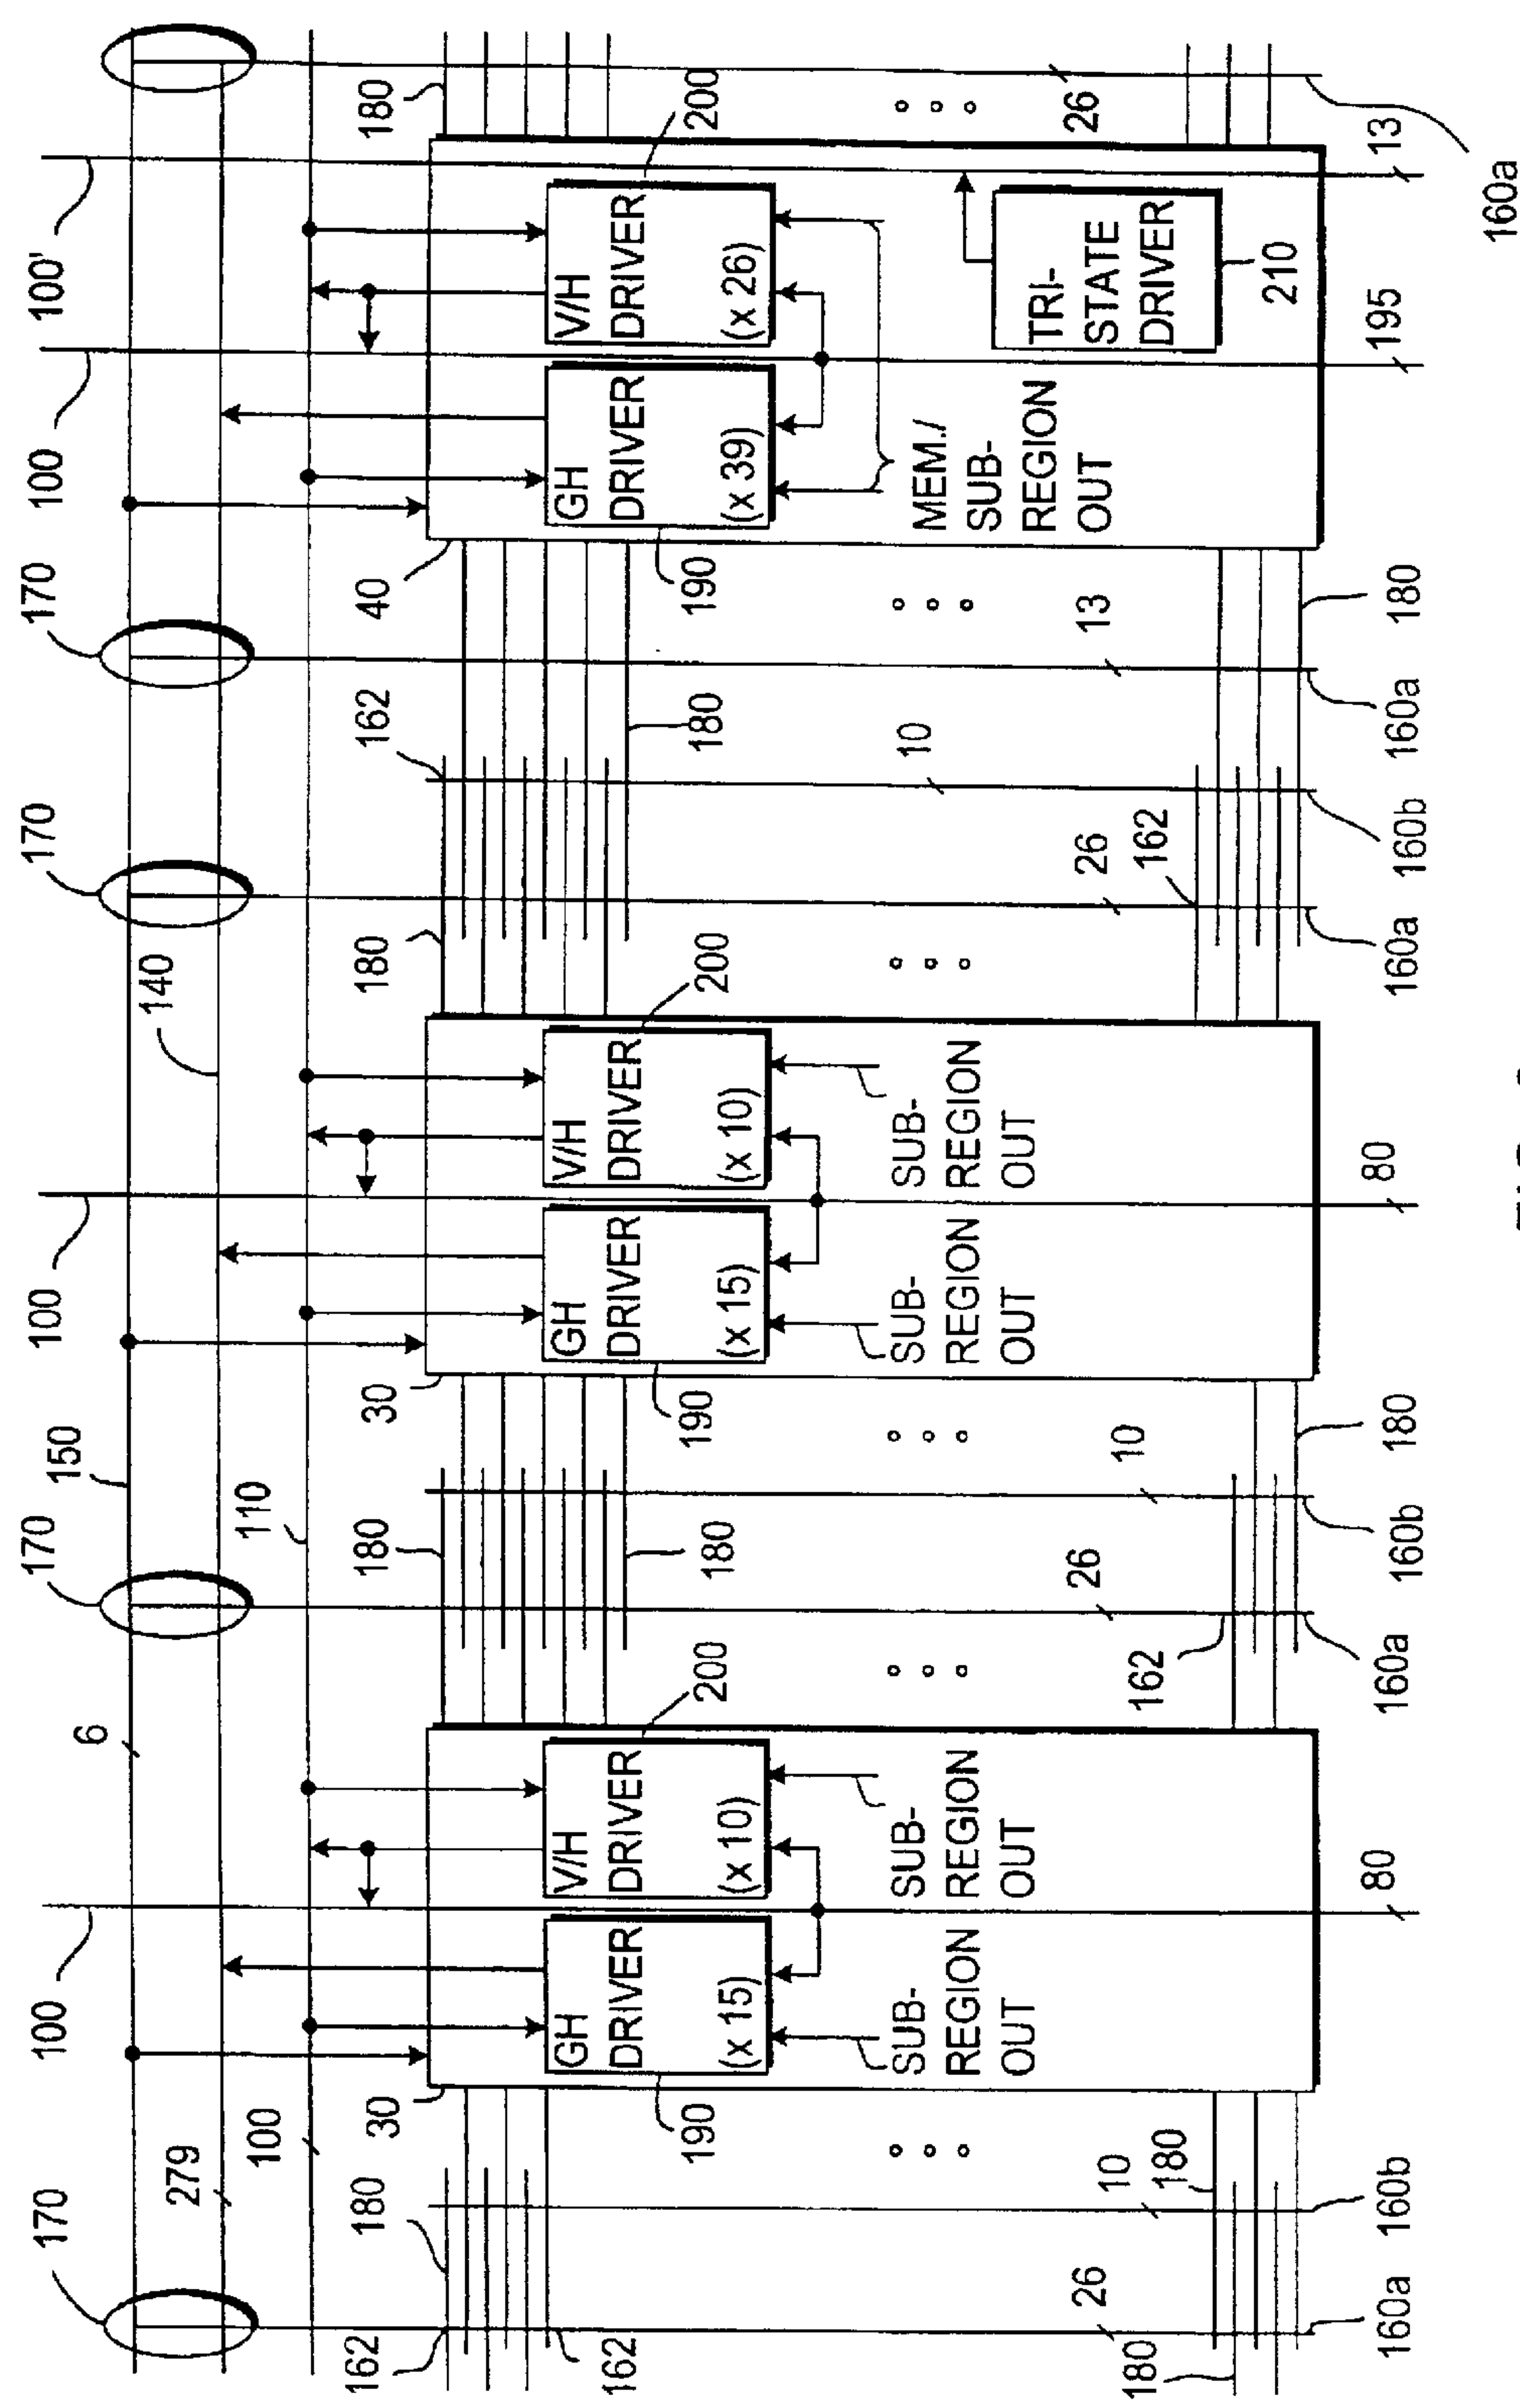 170
100
170
150
100
170
170
100
100'
6
140
279
100
110
162
180
30
180
30
180
162
40
180
GH
DRIVER
(x 15)
V/H
DRIVER
(x 10)
GH
DRIVER
(x 15)
V/H
DRIVER
(x 10)
GH
DRIVER
(x 39)
V/H
DRIVER
(x 26)
162
190
200
180
190
200
180
190
200
SUB-
REGION
OUT
SUB-
REGION
OUT
SUB-
REGION
OUT
SUB-
REGION
OUT
MEM./
SUB-
REGION
OUT
TRI-
STATE
DRIVER
210
26
10
26
10
26
10
13
26
180
180
162
162
160a
160b
80
160a
160b
180
80
160a
160b
160a
180
195
13
160a